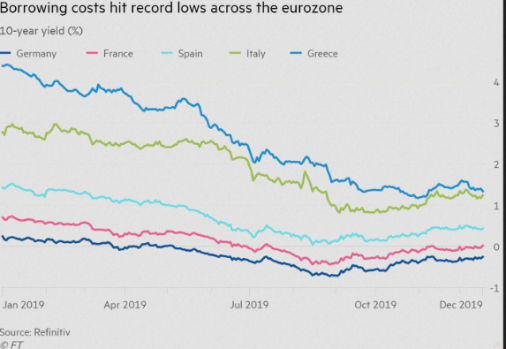 Borrowing costs hit record lows across the eurozone
10-year yield (%)
Germany France Spain Italy Greece
4
3
2
1
0
-1
Jan 2019 Apr 2019 Jul 2019 Oct 2019 Dec 2019
Source: Refinitiv
© FT